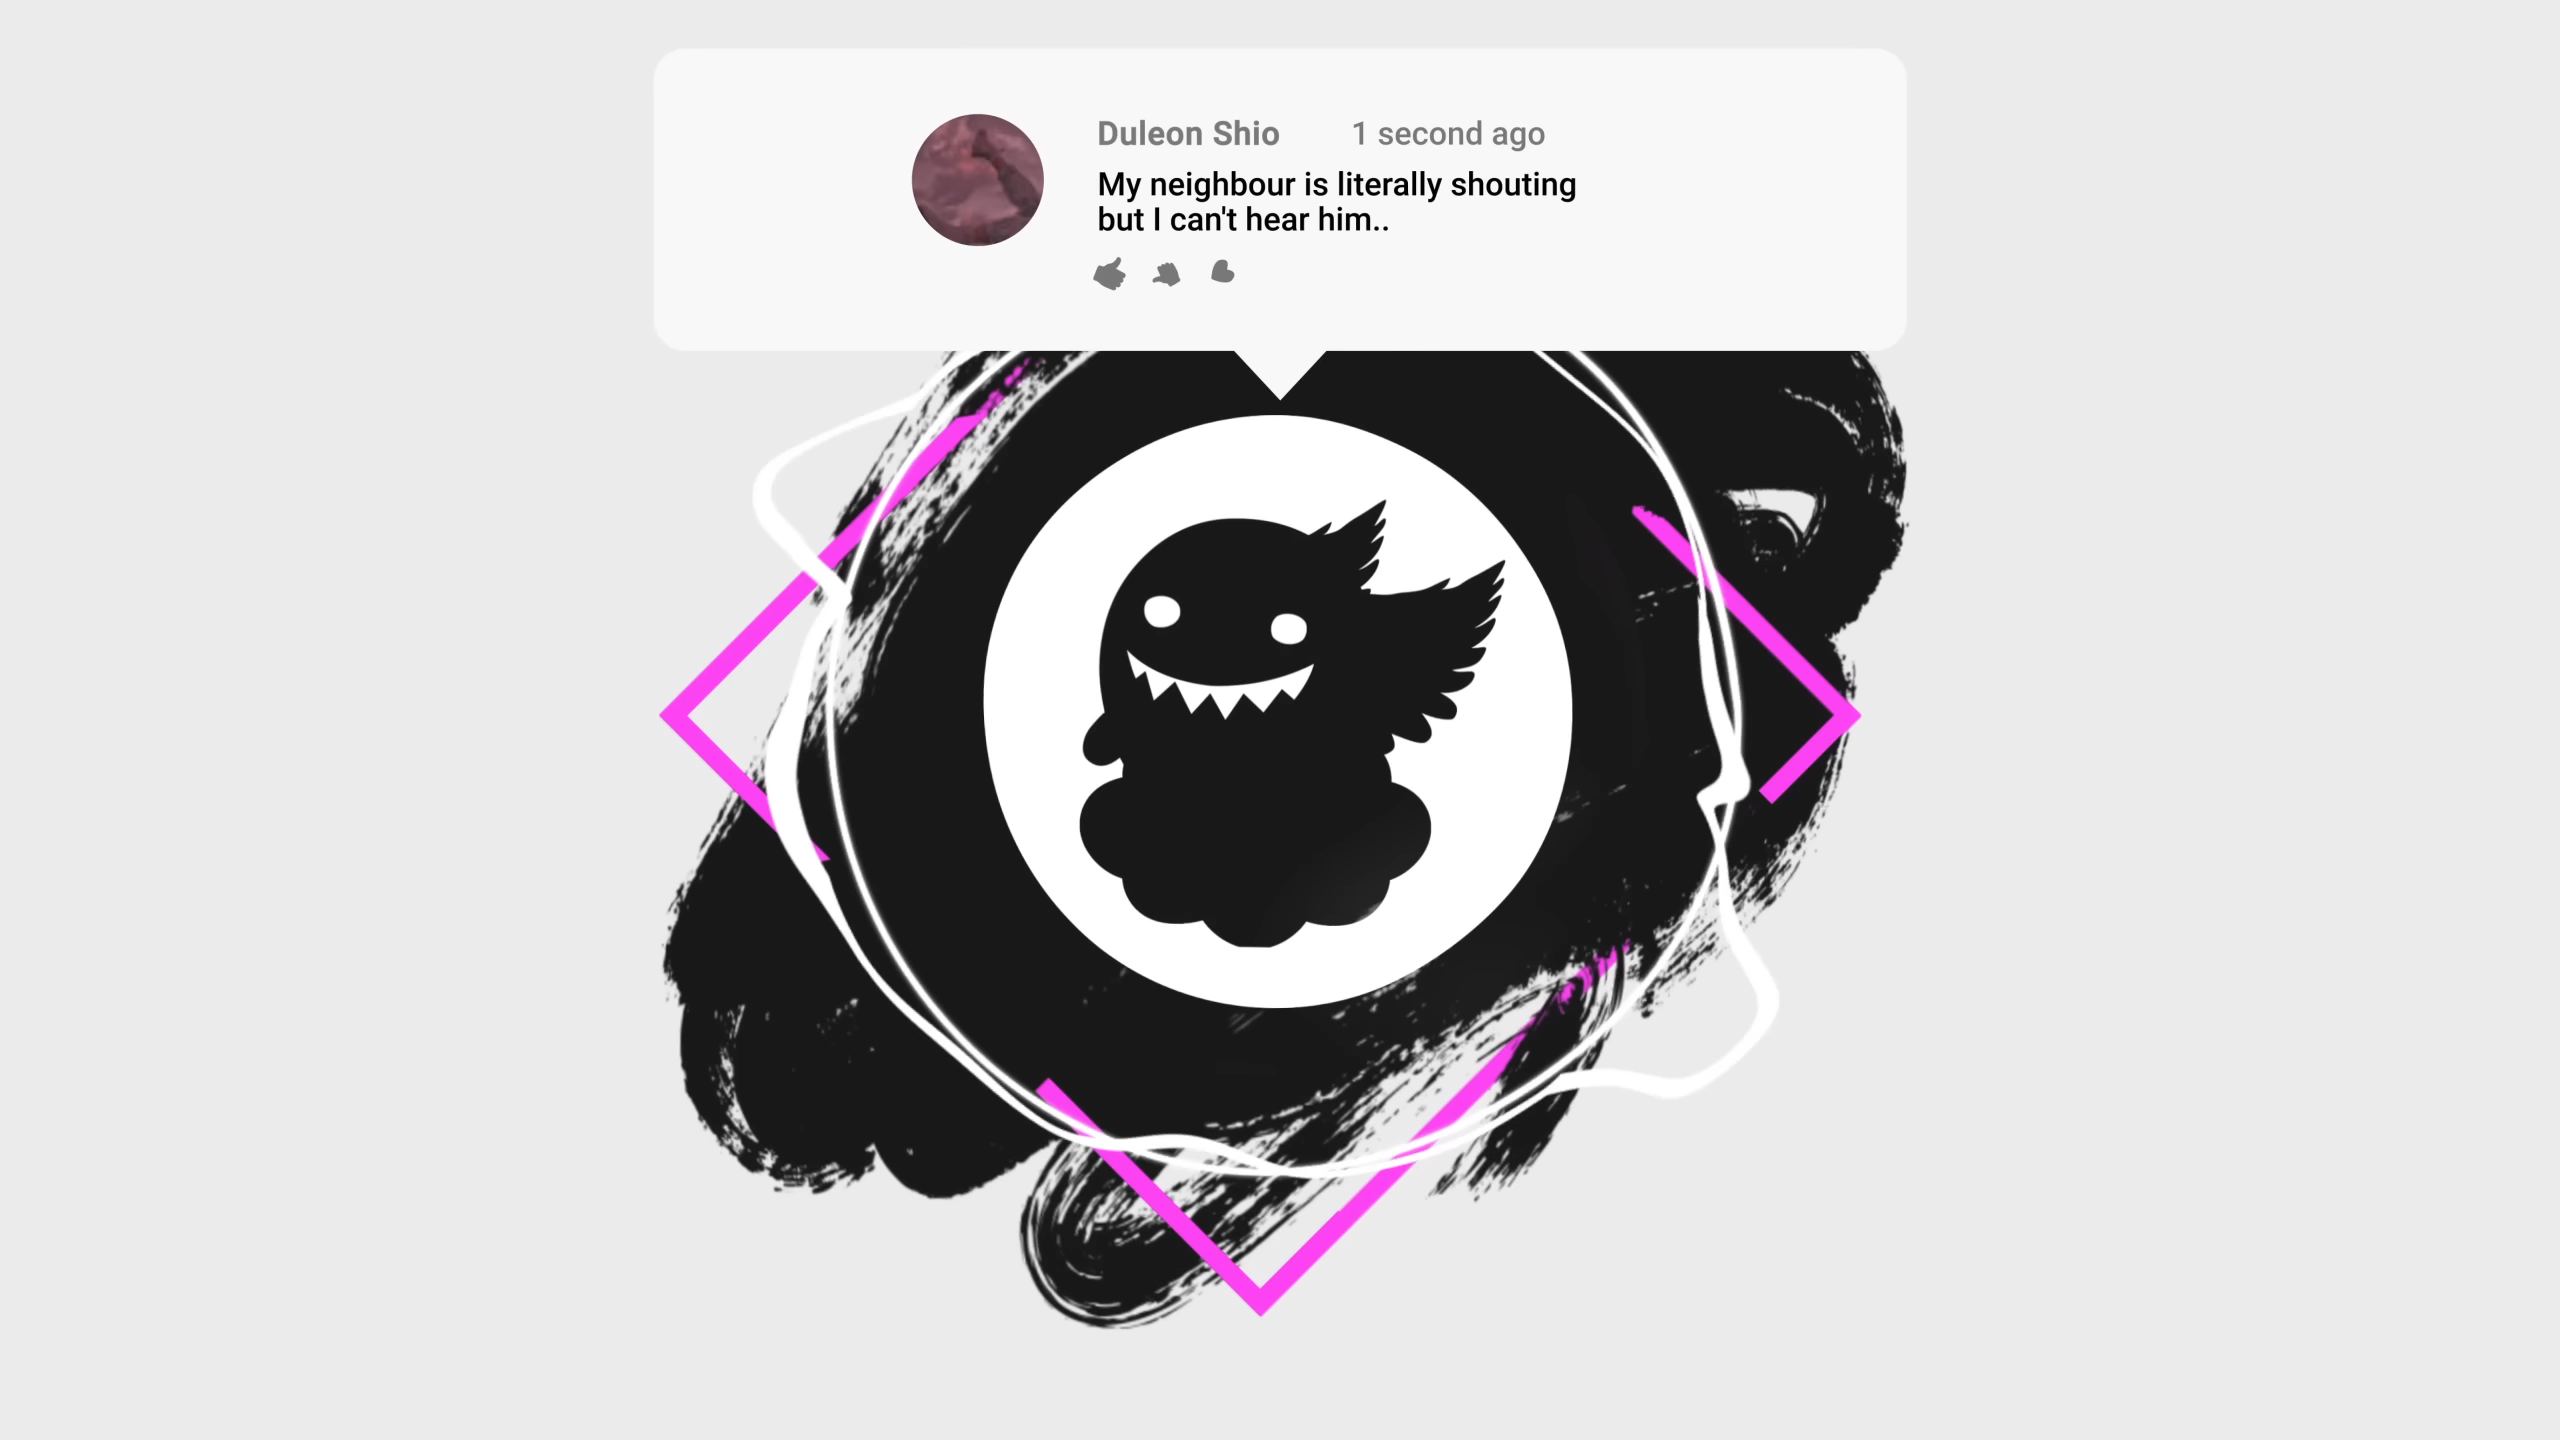 Duleon Shio 1 second ago
My neighbour is literally shouting
but I can't hear him..